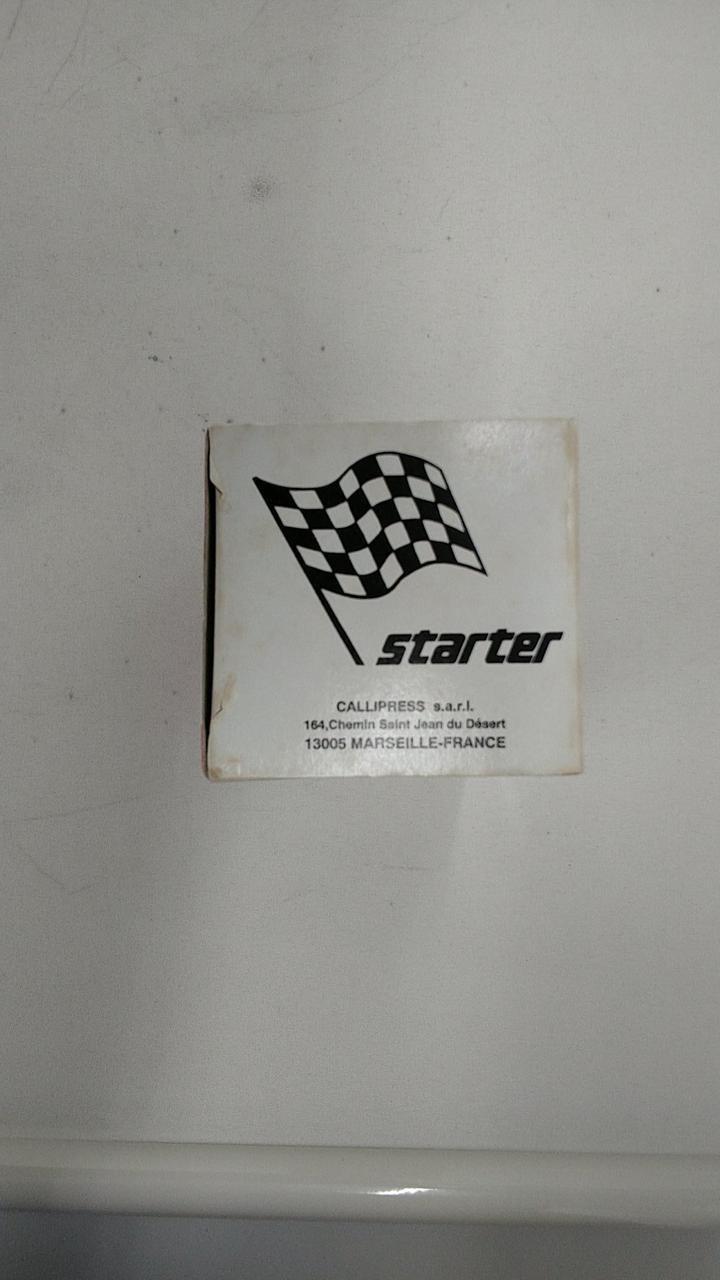 starter
CALLIPRESS s.a.r.l.
164,Chemin Saint Jean du Désert
13005 MARSEILLE-FRANCE